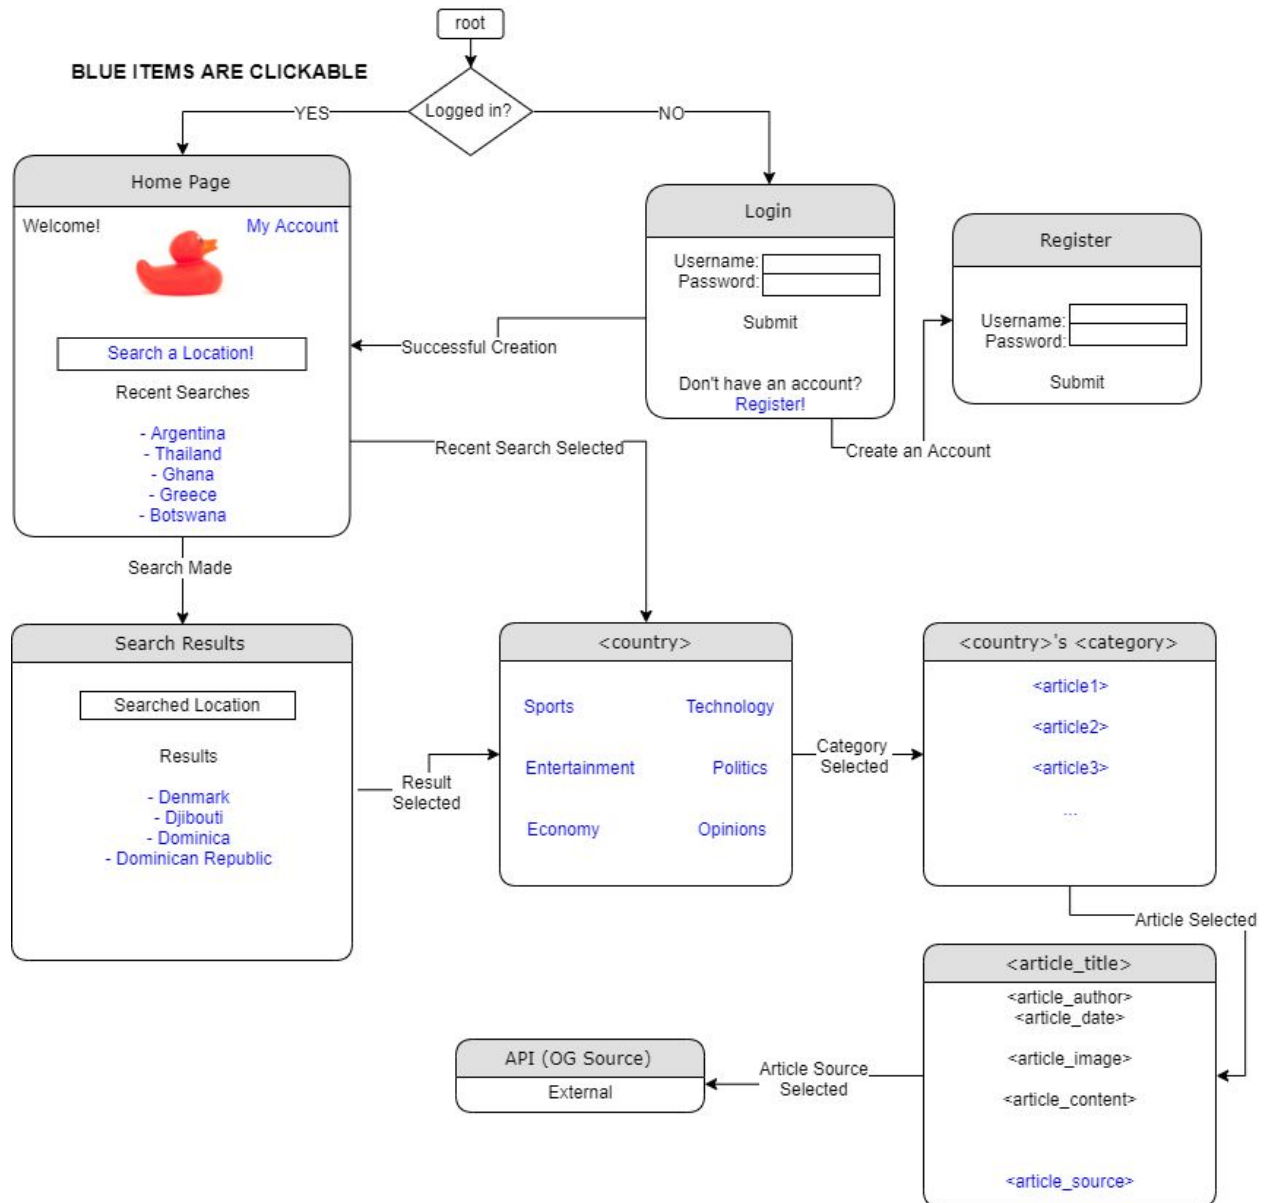 root
BLUE ITEMS ARE CLICKABLE
Logged in?
YES
NO
Home Page
Welcome!
My Account
Search a Location!
Recent Searches
- Argentina
- Thailand
- Ghana
- Greece
- Botswana
Login
Username:
Password:
Submit
Don't have an account?
Register!
Register
Username:
Password:
Submit
Successful Creation
Create an Account
Recent Search Selected
Search Made
Search Results
Searched Location
Results
- Denmark
- Djibouti
- Dominica
- Dominican Republic
Result
Selected
<country>
Sports
Technology
Entertainment
Politics
Economy
Opinions
Category
Selected
<country>'s <category>
<article1>
<article2>
<article3>
...
Article Selected
<article_title>
<article_author>
<article_date>
<article_image>
<article_content>
<article_source>
Article Source
Selected
API (OG Source)
External